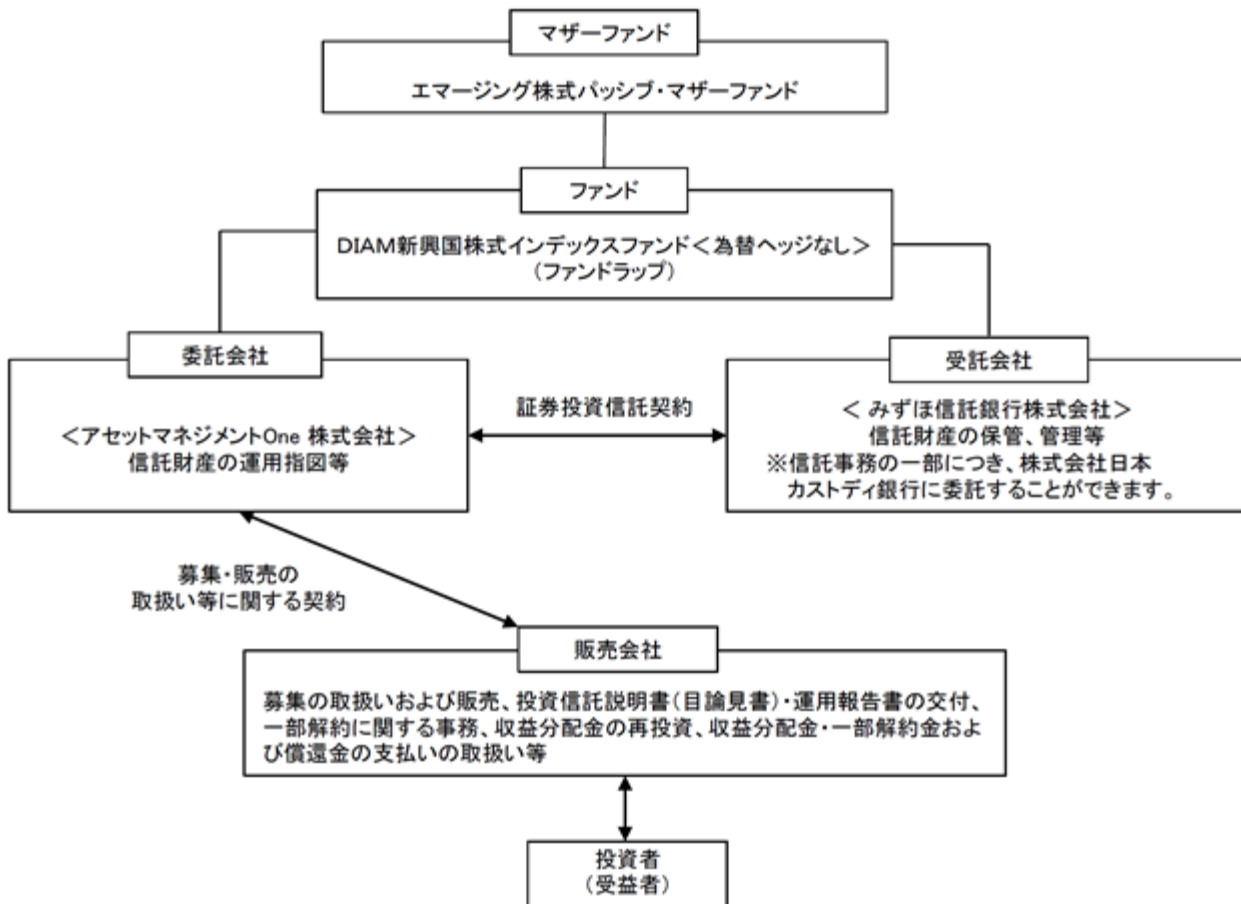 マザーファンド
エマージング株式パッシブ・マザーファンド
ファンド
DIAM新興国株式インデックスファンド＜為替ヘッジなし＞
（ファンドラップ）
委託会社
＜アセットマネジメントOne 株式会社＞
信託財産の運用指図等
証券投資信託契約
受託会社
＜ みずほ信託銀行株式会社＞
信託財産の保管、管理等
※信託事務の一部につき、株式会社日本
カストディ銀行に委託することができます。
募集・販売の
取扱い等に関する契約
販売会社
募集の取扱いおよび販売、投資信託説明書（目論見書）・運用報告書の交付、
一部解約に関する事務、収益分配金の再投資、収益分配金・一部解約金およ
び償還金の支払いの取扱い等
投資者
（受益者）